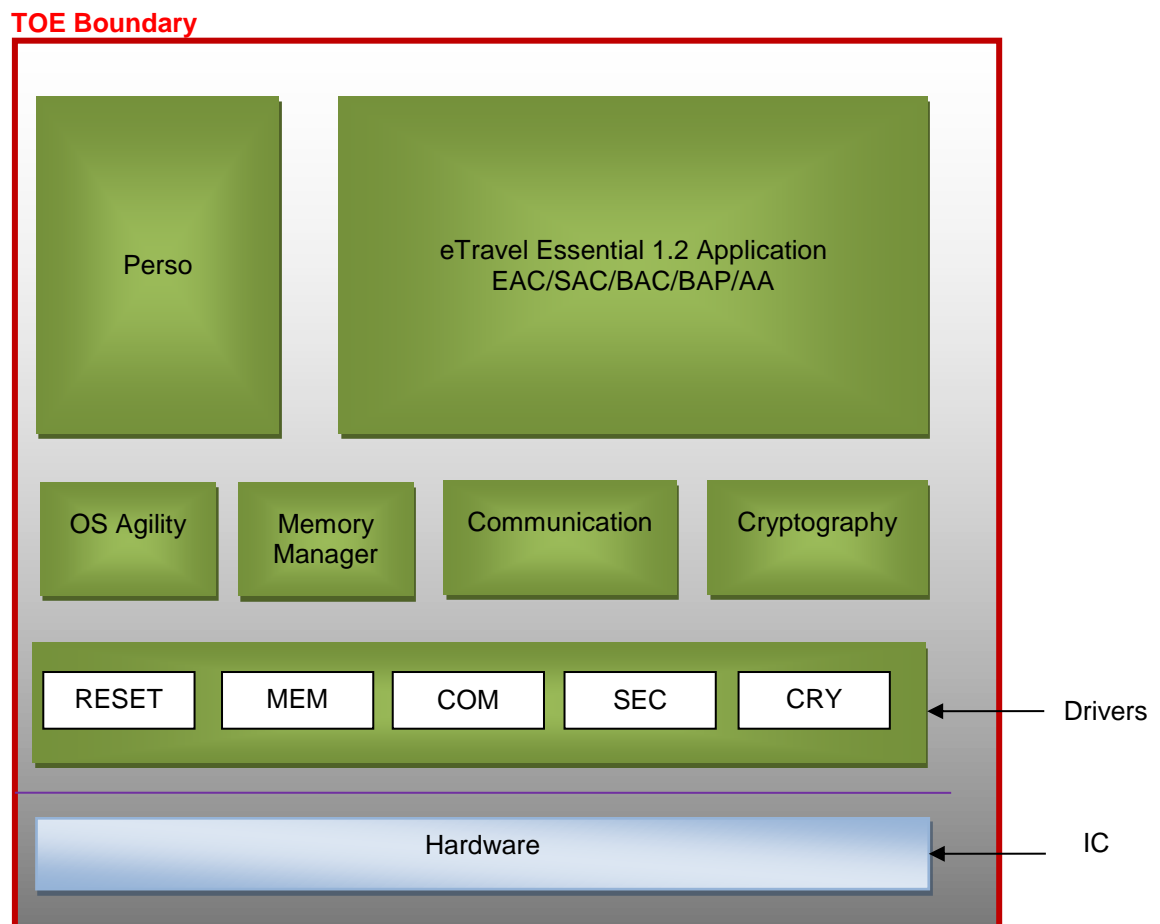 TOE Boundary
Perso
eTravel Essential 1.2 Application
EAC/SAC/BAC/BAP/AA
OS Agility
Memory
Manager
Communication
Cryptography
RESET
MEM
COM
SEC
CRY
Drivers
Hardware
IC